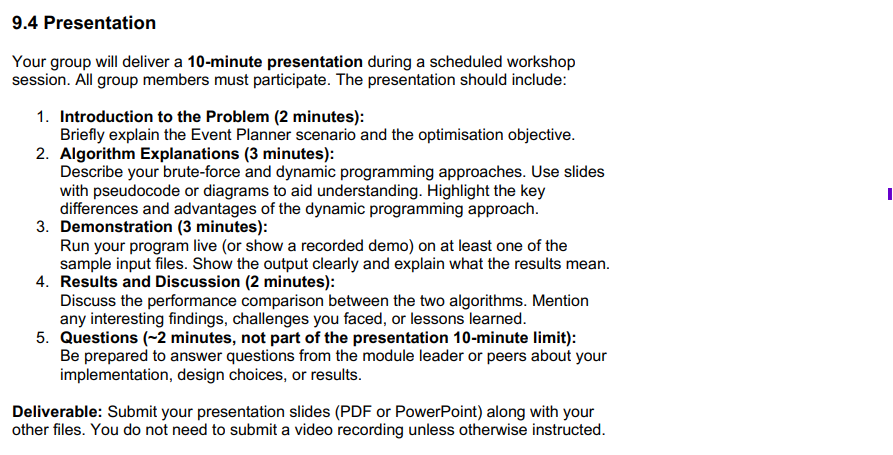 9.4 Presentation
Your group will deliver a 10-minute presentation during a scheduled workshop
session. All group members must participate. The presentation should include:
1. Introduction to the Problem (2 minutes):
Briefly explain the Event Planner scenario and the optimisation objective.
2. Algorithm Explanations (3 minutes):
Describe your brute-force and dynamic programming approaches. Use slides
with pseudocode or diagrams to aid understanding. Highlight the key
differences and advantages of the dynamic programming approach.
3. Demonstration (3 minutes):
Run your program live (or show a recorded demo) on at least one of the
sample input files. Show the output clearly and explain what the results mean.
4. Results and Discussion (2 minutes):
Discuss the performance comparison between the two algorithms. Mention
any interesting findings, challenges you faced, or lessons learned.
5. Questions (~2 minutes, not part of the presentation 10-minute limit):
Be prepared to answer questions from the module leader or peers about your
implementation, design choices, or results.
Deliverable: Submit your presentation slides (PDF or PowerPoint) along with your
other files. You do not need to submit a video recording unless otherwise instructed.